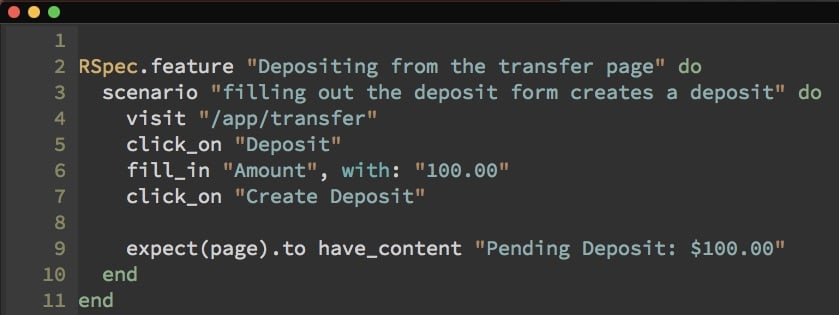 1
2 RSpec.feature "Depositing from the transfer page" do
3   scenario "filling out the deposit form creates a deposit" do
4     visit "/app/transfer"
5     click_on "Deposit"
6     fill_in "Amount", with: "100.00"
7     click_on "Create Deposit"
8
9     expect(page).to have_content "Pending Deposit: $100.00"
10   end
11 end